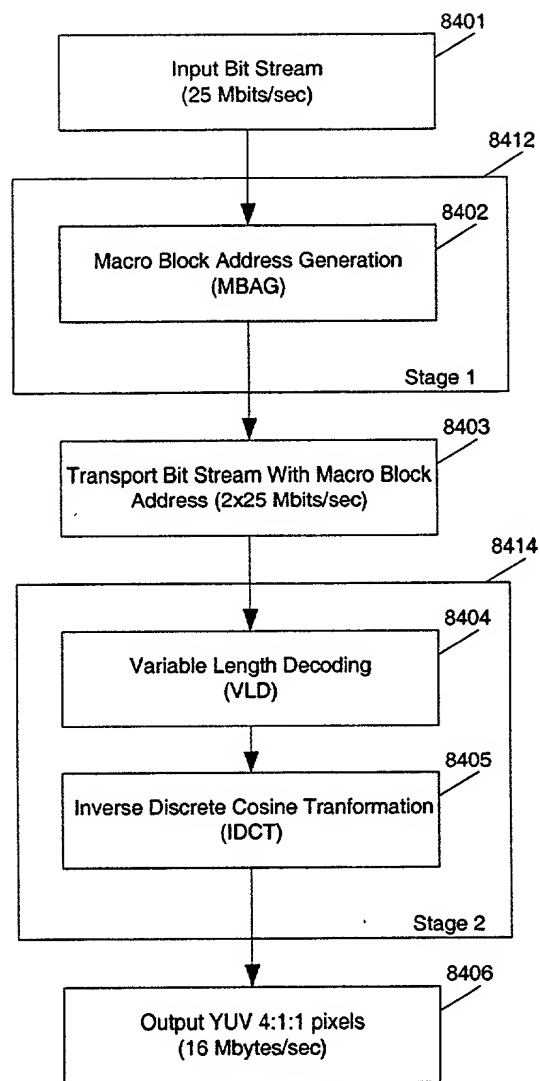 8401
Input Bit Stream
(25 Mbits/sec)
8412
8402
Macro Block Address Generation
(MBAG)
Stage 1
8403
Transport Bit Stream With Macro Block
Address (2x25 Mbits/sec)
8414
8404
Variable Length Decoding
(VLD)
8405
Inverse Discrete Cosine Tranformation
(IDCT)
Stage 2
8406
Output YUV 4:1:1 pixels
(16 Mbytes/sec)